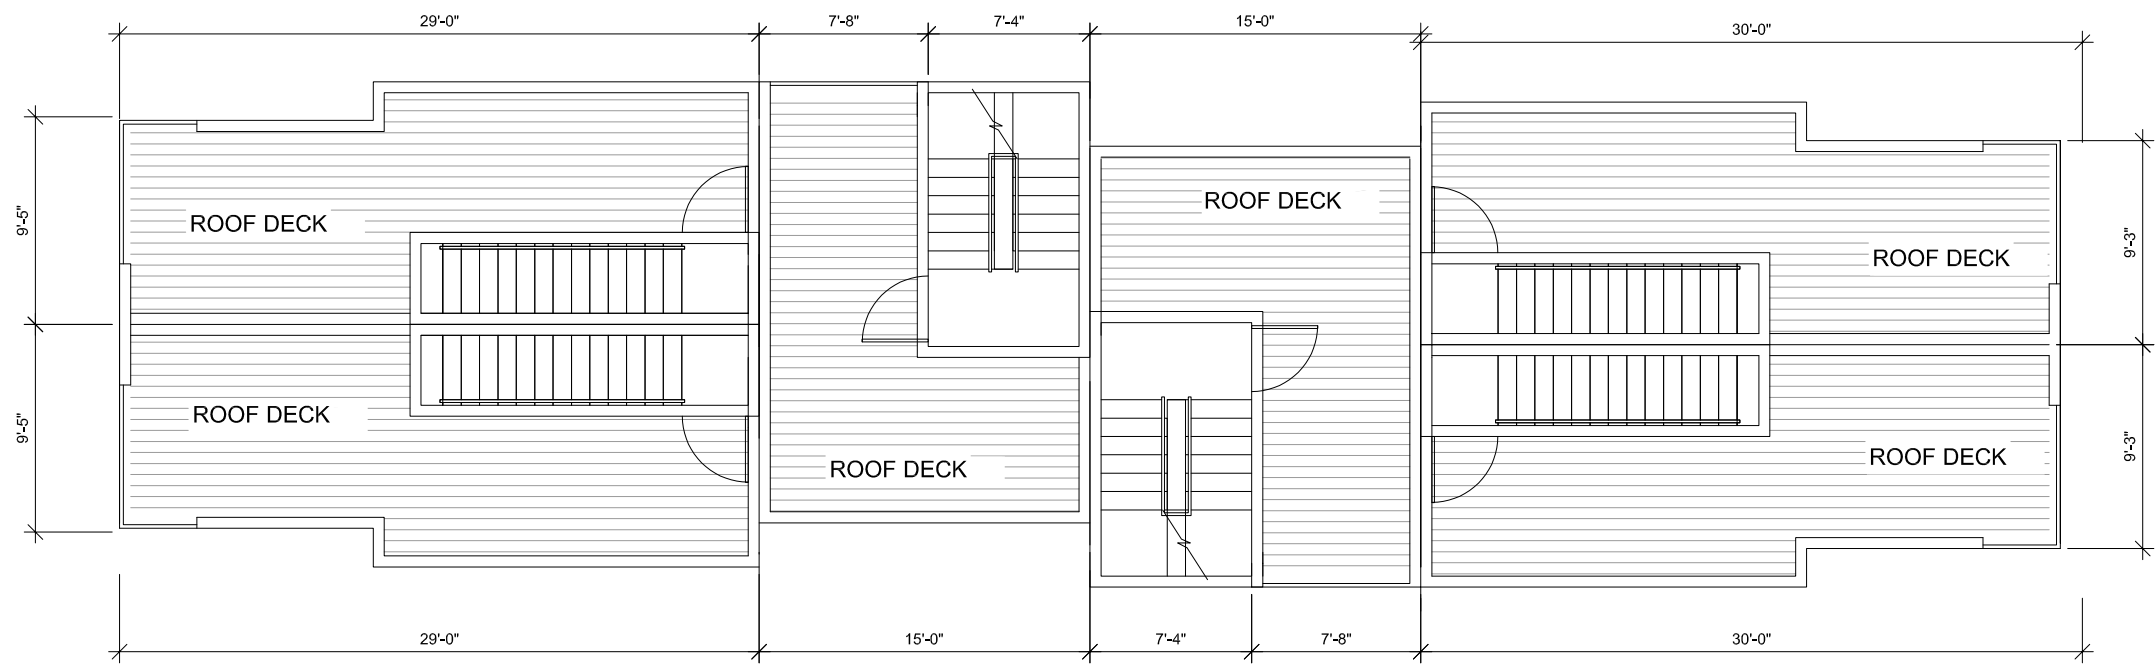 29'-0"
7'-8"
7'-4"
15'-0"
30'-0"
9'-5"
ROOF DECK
ROOF DECK
ROOF DECK
9'-3"
9'-5"
ROOF DECK
ROOF DECK
ROOF DECK
9'-3"
29'-0"
15'-0"
7'-4"
7'-8"
30'-0"